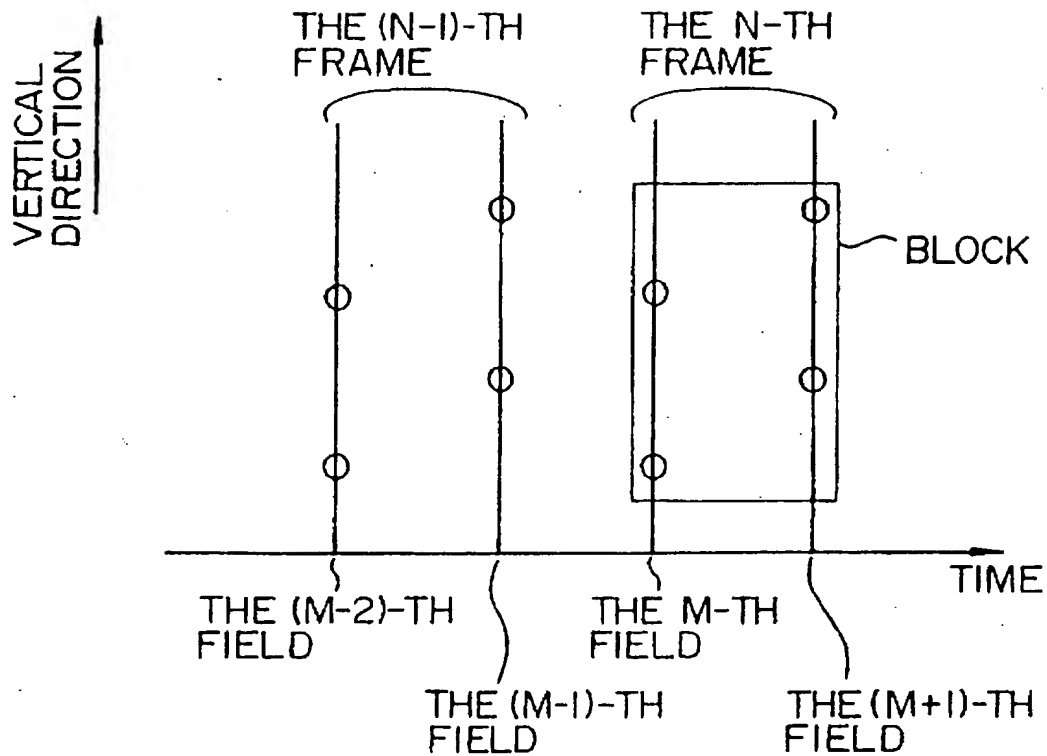 VERTICAL
DIRECTION
THE (N-1)-TH
FRAME
THE N-TH
FRAME
BLOCK
TIME
THE (M-2)-TH
FIELD
THE M-TH
FIELD
THE (M-1)-TH
FIELD
THE (M+1)-TH
FIELD